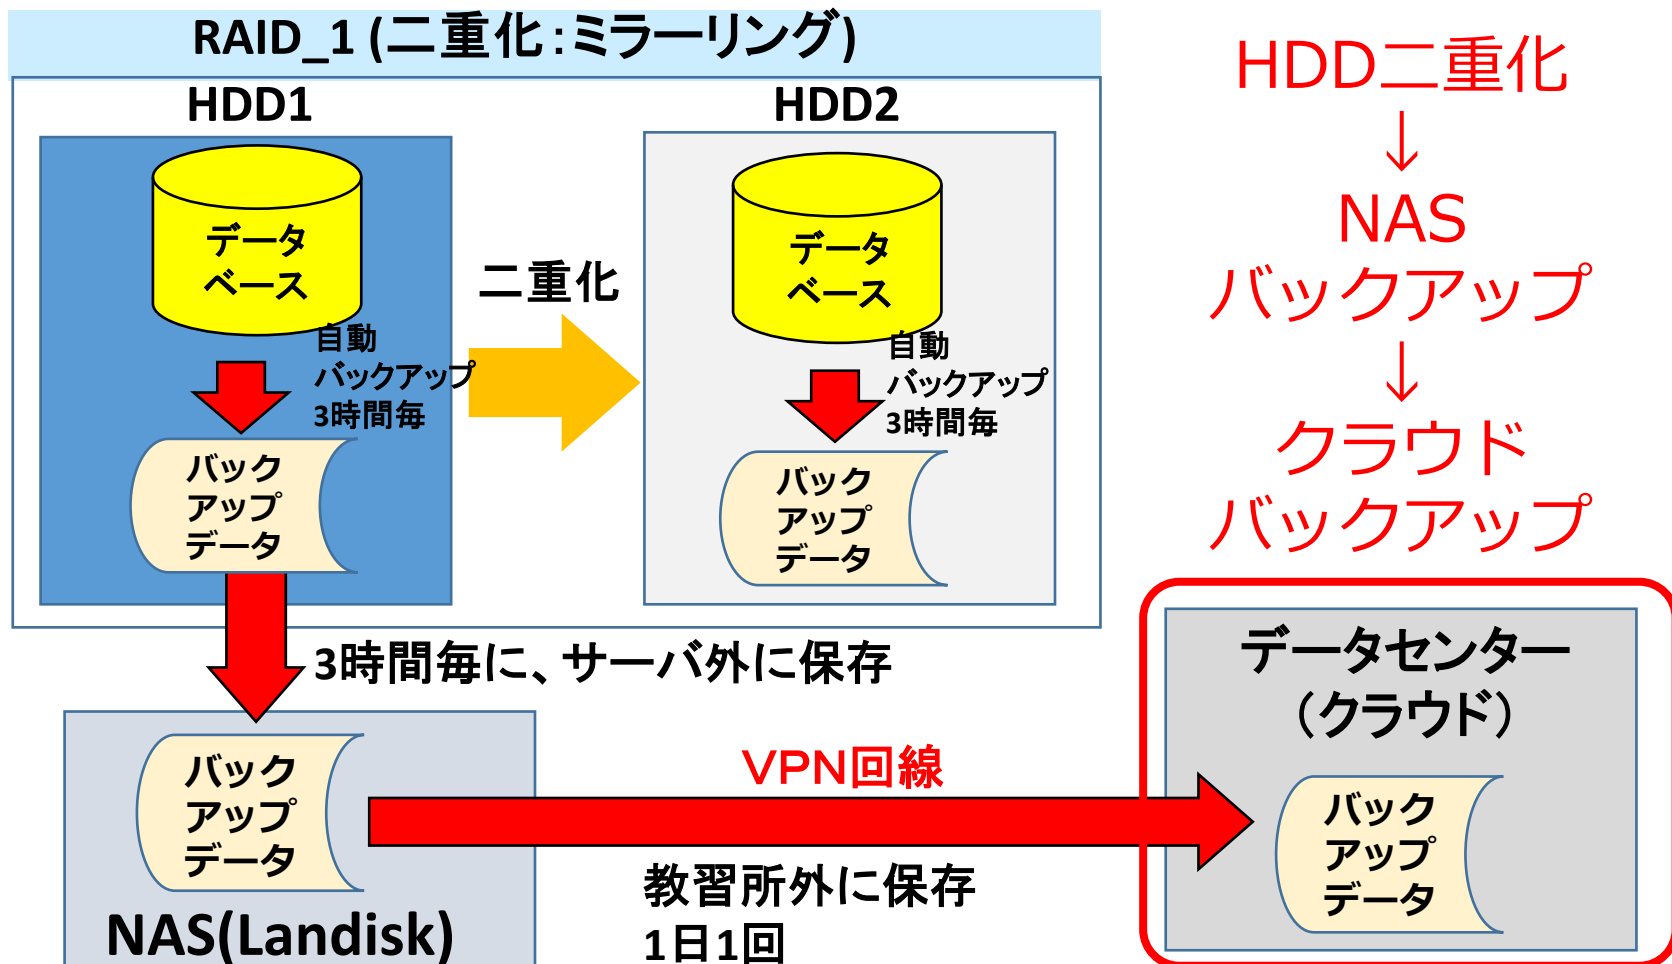 RAID_1 (二重化：ミラーリング)
HDD1
HDD2
データ
ベース
自動
バックアップ
3時間毎
バック
アップ
データ
二重化
データ
ベース
自動
バックアップ
3時間毎
バック
アップ
データ
3時間毎に、サーバ外に保存
バック
アップ
データ
NAS(Landisk)
VPN回線
教習所外に保存
1日1回
HDD二重化
↓
NAS
バックアップ
↓
クラウド
バックアップ
データセンター
（クラウド）
バック
アップ
データ